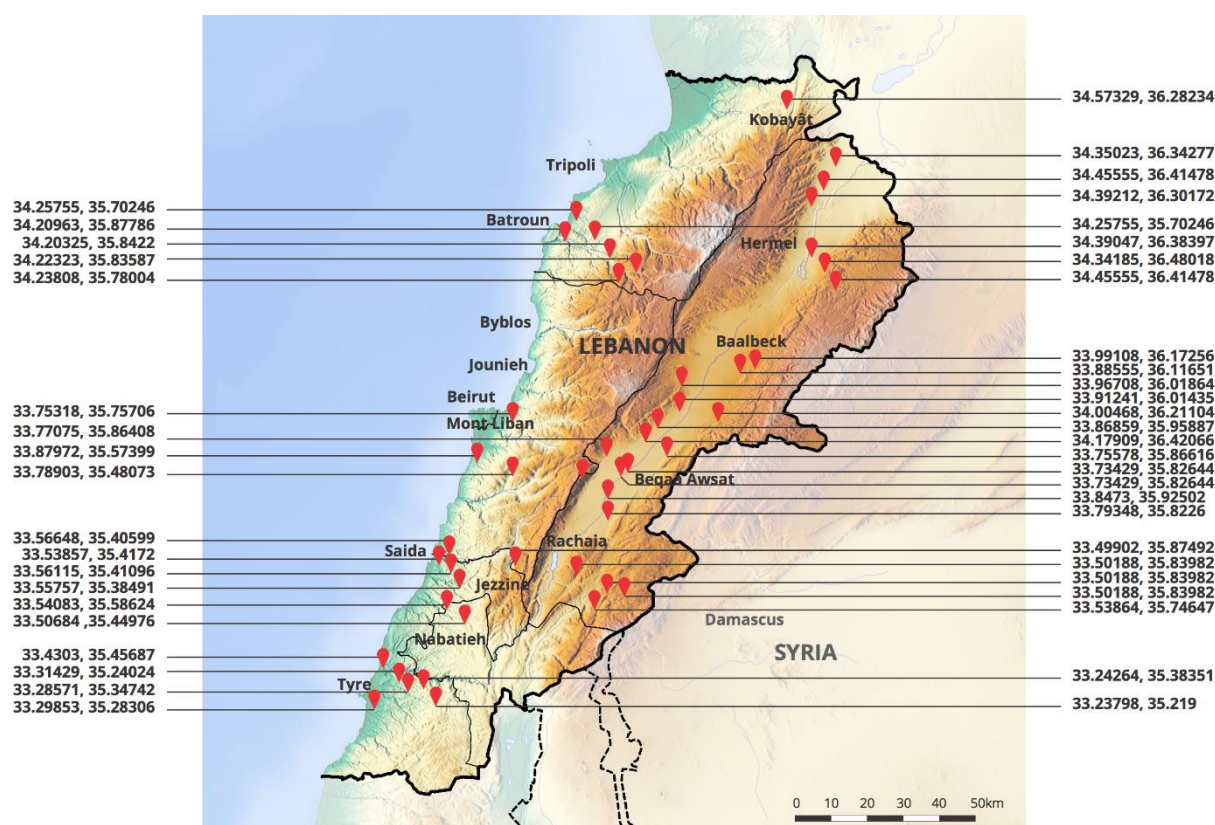 34.57329, 36.28234
Kobayât
34.35023, 36.34277
Tripoli
34.45555, 36.41478
34.39212, 36.30172
34.25755, 35.70246
34.20963, 35.87786
Batroun
34.25755, 35.70246
34.20325, 35.8422
Hermel
34.39047, 36.38397
34.22323, 35.83587
34.34185, 36.48018
34.23808, 35.78004
34.45555, 36.41478
Byblos
LEBANON
Baalbeck
33.99108, 36.17256
Jounieh
33.88555, 36.11651
33.96708, 36.01864
Beirut
33.91241, 36.01435
33.75318, 35.75706
34.00468, 36.21104
Mont-Liban
33.86859, 35.95887
33.77075, 35.86408
34.17909, 36.42066
33.87972, 35.57399
33.75578, 35.86616
33.78903, 35.48073
33.73429, 35.82644
Beqaa Awsat
33.73429, 35.82644
33.8473, 35.92502
33.79348, 35.8226
33.56648, 35.40599
Rachaia
33.53857, 35.4172
Saida
33.49902, 35.87492
33.56115, 35.41096
33.50188, 35.83982
33.55757, 35.38491
Jezzine
33.50188, 35.83982
33.54083, 35.58624
33.50188, 35.83982
33.50684, 35.44976
33.53864, 35.74647
Damascus
Nabatieh
SYRIA
33.4303, 35.45687
33.31429, 35.24024
33.24264, 35.38351
33.28571, 35.34742
Tyre
33.29853, 35.28306
33.23798, 35.219
0 10 20 30 40 50km